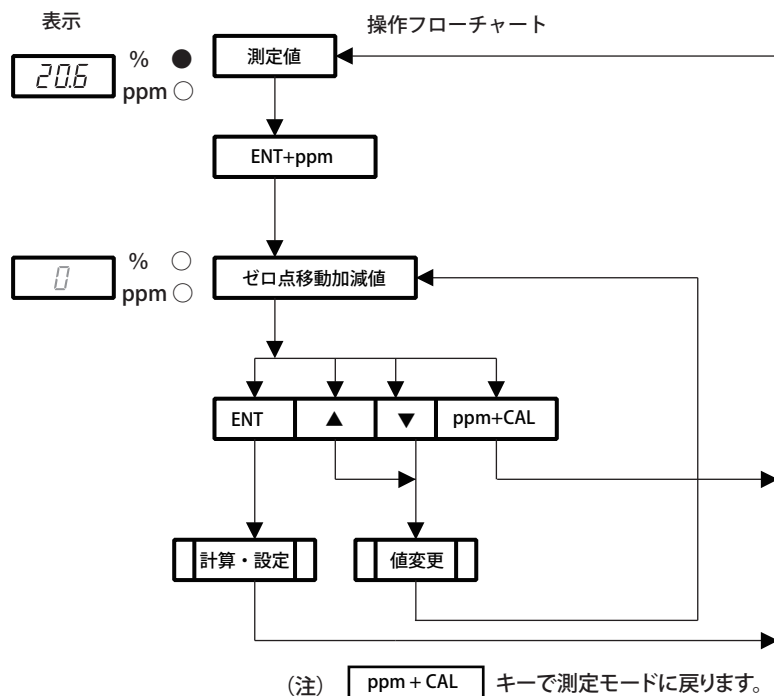 表示
操作フローチャート
20.6
% ●
ppm ○
測定値
ENT+ppm
0
% ○
ppm ○
ゼロ点移動加減値
ENT
▲
▼
ppm+CAL
計算・設定
値変更
(注) ppm + CAL キーで測定モードに戻ります。